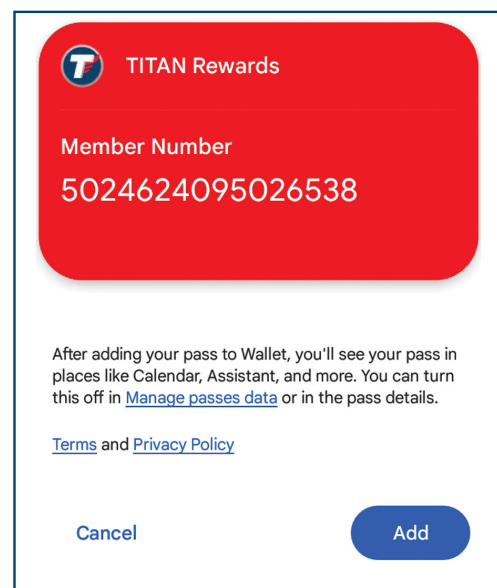 TITAN Rewards
Member Number
5024624095026538
After adding your pass to Wallet, you'll see your pass in
places like Calendar, Assistant, and more. You can turn
this off in Manage passes data or in the pass details.
Terms and Privacy Policy
Cancel
Add